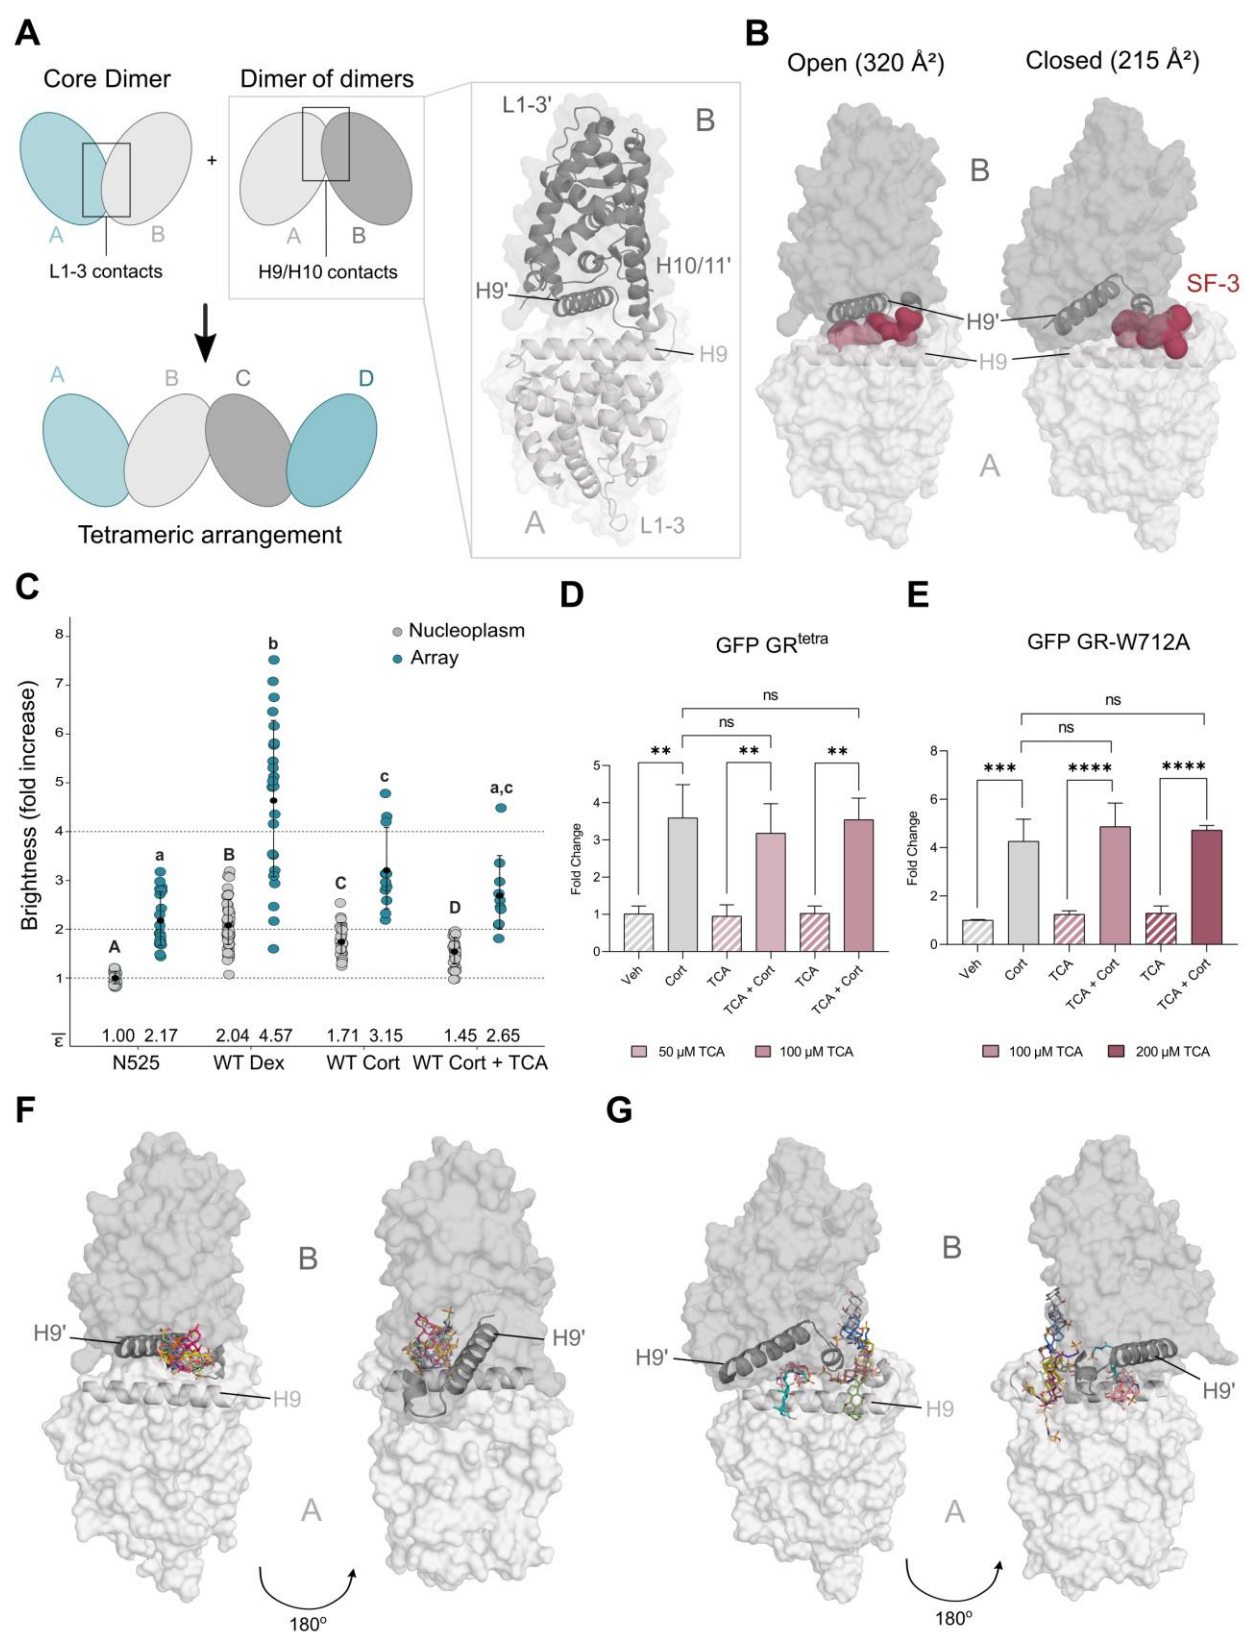 A
Core Dimer
Dimer of dimers
+
A
B
A
B
L1-3 contacts
H9/H10 contacts
A
B
C
D
Tetrameric arrangement
L1-3'
B
H10/11'
H9'
H9
A
L1-3
B
Open (320 Å²)
Closed (215 Å²)
B
SF-3
H9'
H9
A
C
Nucleoplasm
Array
Brightness (fold increase)
8
7
6
5
4
3
2
1
A
a
B
b
C
c
D
a,c
ε
1.00 2.17 2.04 4.57 1.71 3.15 1.45 2.65
N525 WT Dex WT Cort WT Cort + TCA
D
GFP GRtetra
ns
ns
** ** **
Fold Change
5
4
3
2
1
0
Veh
Cort
TCA
TCA + Cort
TCA
TCA + Cort
50 µM TCA
100 µM TCA
E
GFP GR-W712A
ns
ns
*** **** ****
Fold Change
8
6
4
2
0
Veh
Cort
TCA
TCA + Cort
TCA
TCA + Cort
100 µM TCA
200 µM TCA
F
B
H9'
H9'
H9
A
180º
G
B
H9'
H9'
H9
A
180º